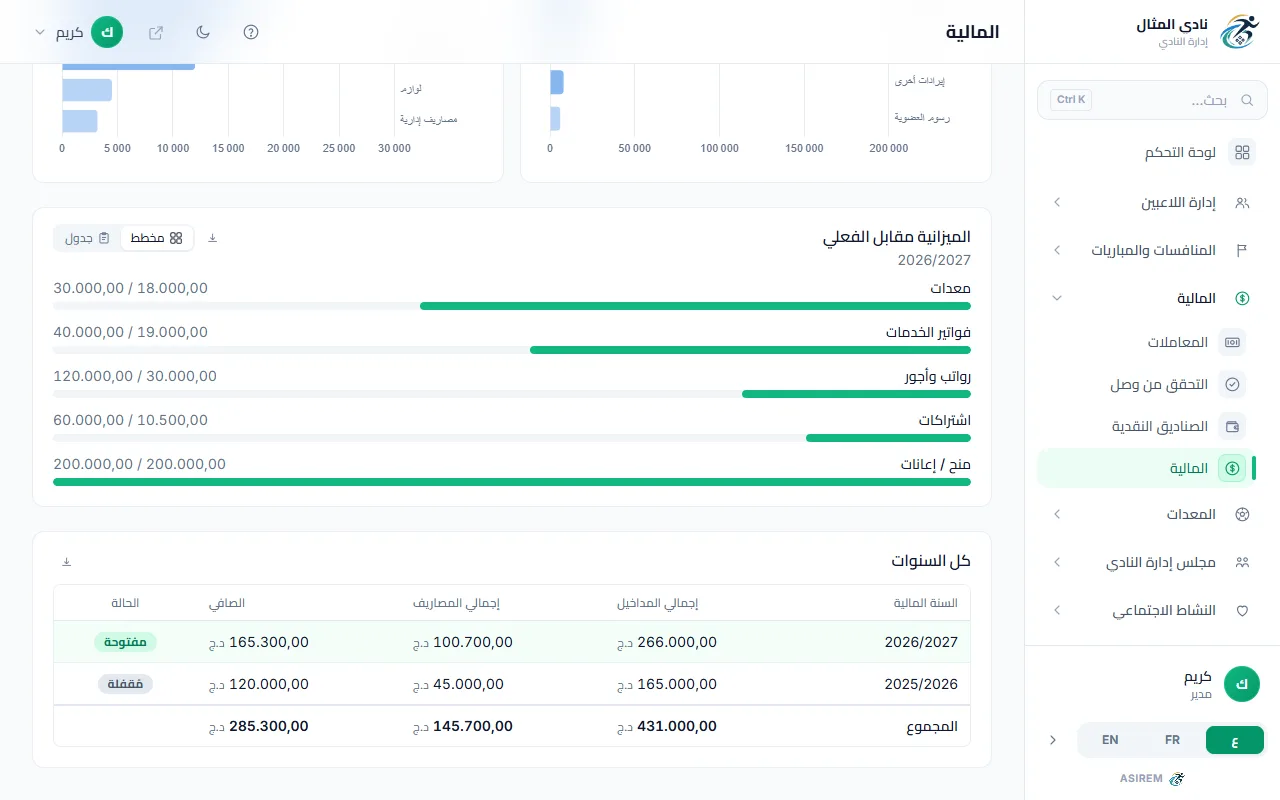 نادي المثال
إدارة النادي
بحث...
Ctrl K
لوحة التحكم
إدارة اللاعبين
المنافسات والمباريات
المالية
المعاملات
التحقق من وصل
الصناديق النقدية
المالية
المعدات
مجلس إدارة النادي
النشاط الاجتماعي
ك
كريم
مدير
ع
FR
EN
ASIREM
المالية
ك
كريم
إيرادات أخرى
رسوم العضوية
0
50 000
100 000
150 000
200 000
لوازم
مصاريف إدارية
0
5 000
10 000
15 000
20 000
25 000
30 000
الميزانية مقابل الفعلي
2026/2027
مخطط
جدول
معدات
30.000,00 / 18.000,00
فواتير الخدمات
40.000,00 / 19.000,00
رواتب وأجور
120.000,00 / 30.000,00
اشتراكات
60.000,00 / 10.500,00
منح / إعانات
200.000,00 / 200.000,00
كل السنوات
السنة المالية إجمالي المداخيل إجمالي المصاريف الصافي الحالة
2026/2027 266.000,00 د.ج 100.700,00 د.ج 165.300,00 د.ج مفتوحة
2025/2026 165.000,00 د.ج 45.000,00 د.ج 120.000,00 د.ج مُقفلة
المجموع 431.000,00 د.ج 145.700,00 د.ج 285.300,00 د.ج